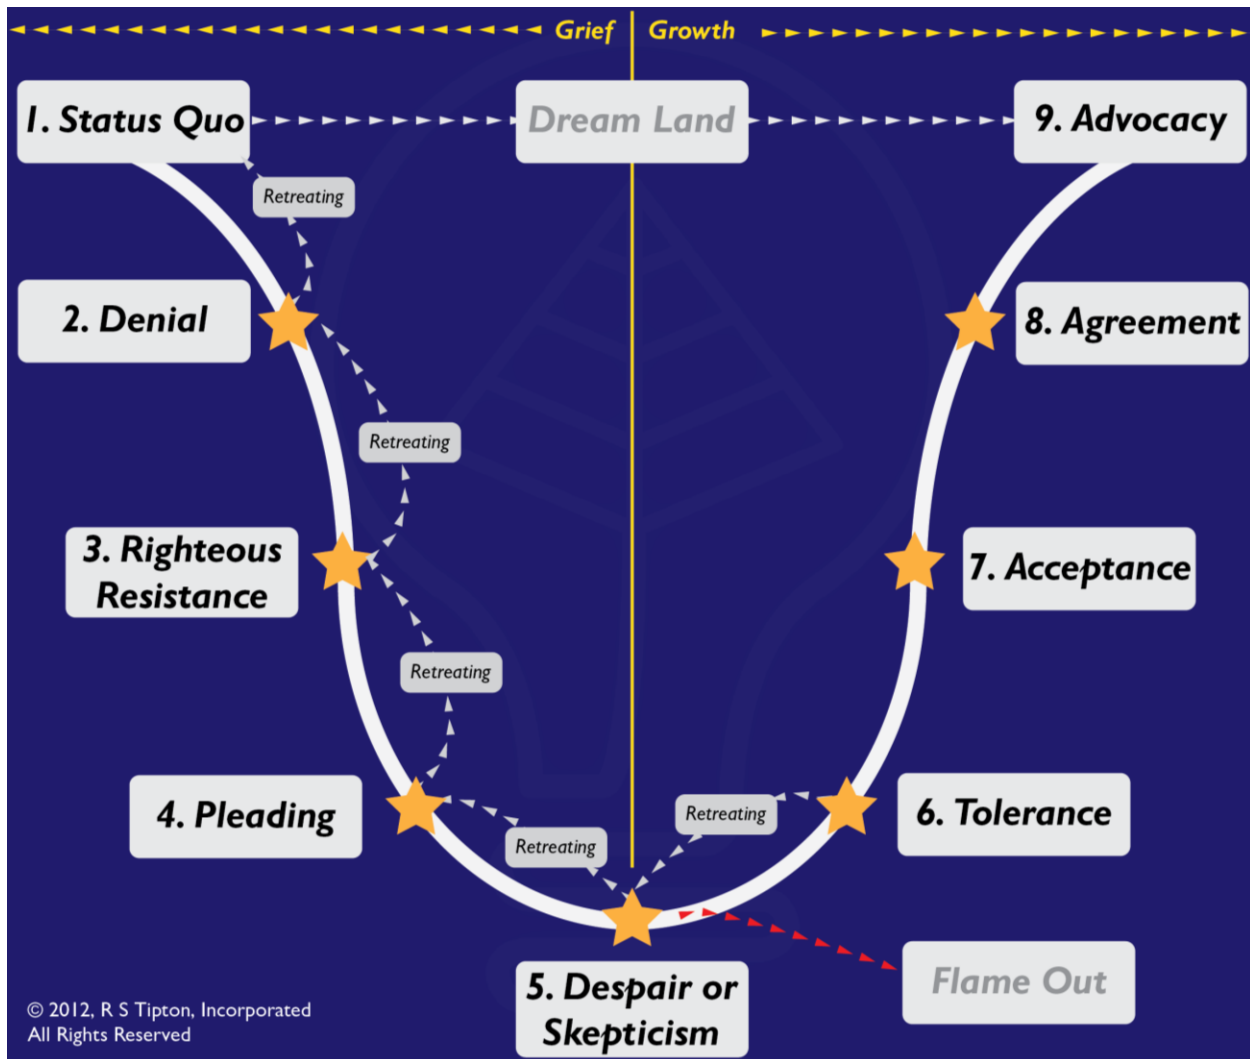 Grief
Growth
1. Status Quo
Dream Land
9. Advocacy
Retreating
2. Denial
8. Agreement
Retreating
3. Righteous
Resistance
7. Acceptance
Retreating
4. Pleading
Retreating
Retreating
6. Tolerance
5. Despair or
Skepticism
Flame Out
© 2012, R S Tipton, Incorporated
All Rights Reserved